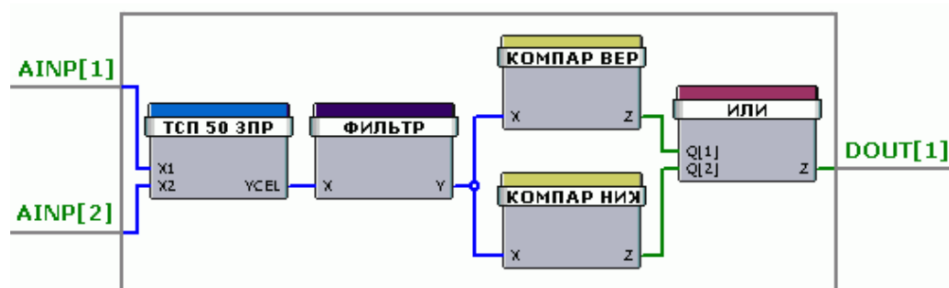 AINP[1]
AINP[2]
ТСП 50 3ПР
X1
X2
YCEL
ФИЛЬТР
X
Y
КОМПАР ВЕР
X
Z
КОМПАР НИЖ
X
Z
ИЛИ
Q[1]
Q[2]
Z
DOUT[1]